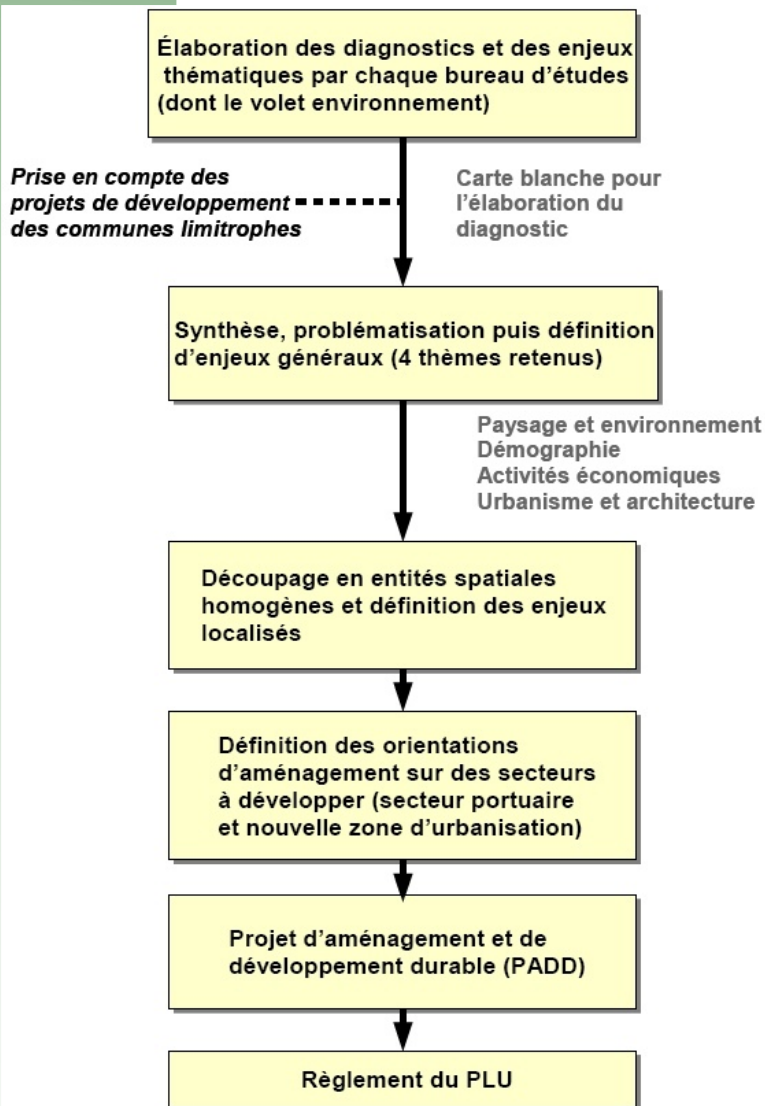 Élaboration des diagnostics et des enjeux
thématiques par chaque bureau d’études
(dont le volet environnement)
Prise en compte des
projets de développement
des communes limitrophes
Carte blanche pour
l’élaboration du
diagnostic
Synthèse, problématisation puis définition
d’enjeux généraux (4 thèmes retenus)
Paysage et environnement
Démographie
Activités économiques
Urbanisme et architecture
Découpage en entités spatiales
homogènes et définition des enjeux
localisés
Définition des orientations
d’aménagement sur des secteurs
à développer (secteur portuaire
et nouvelle zone d’urbanisation)
Projet d’aménagement et de
développement durable (PADD)
Règlement du PLU